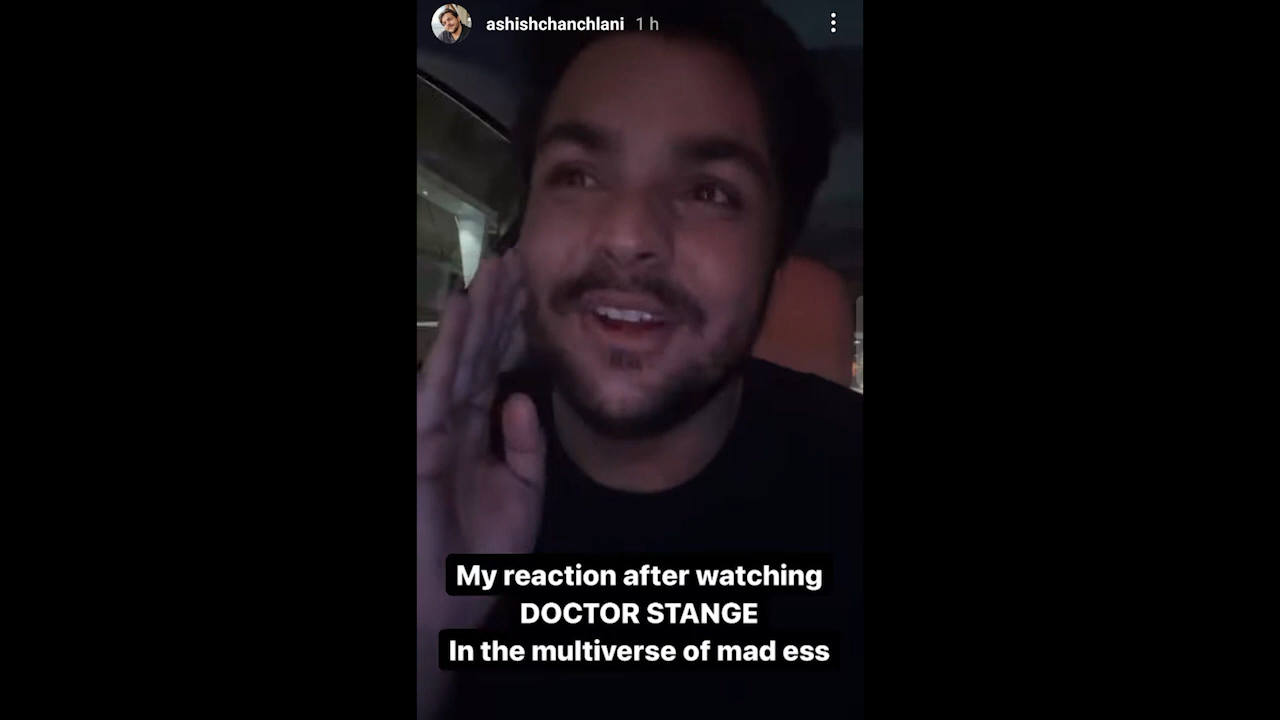 ashishchanchlani 1 h
My reaction after watching
DOCTOR STANGE
In the multiverse of mad ess